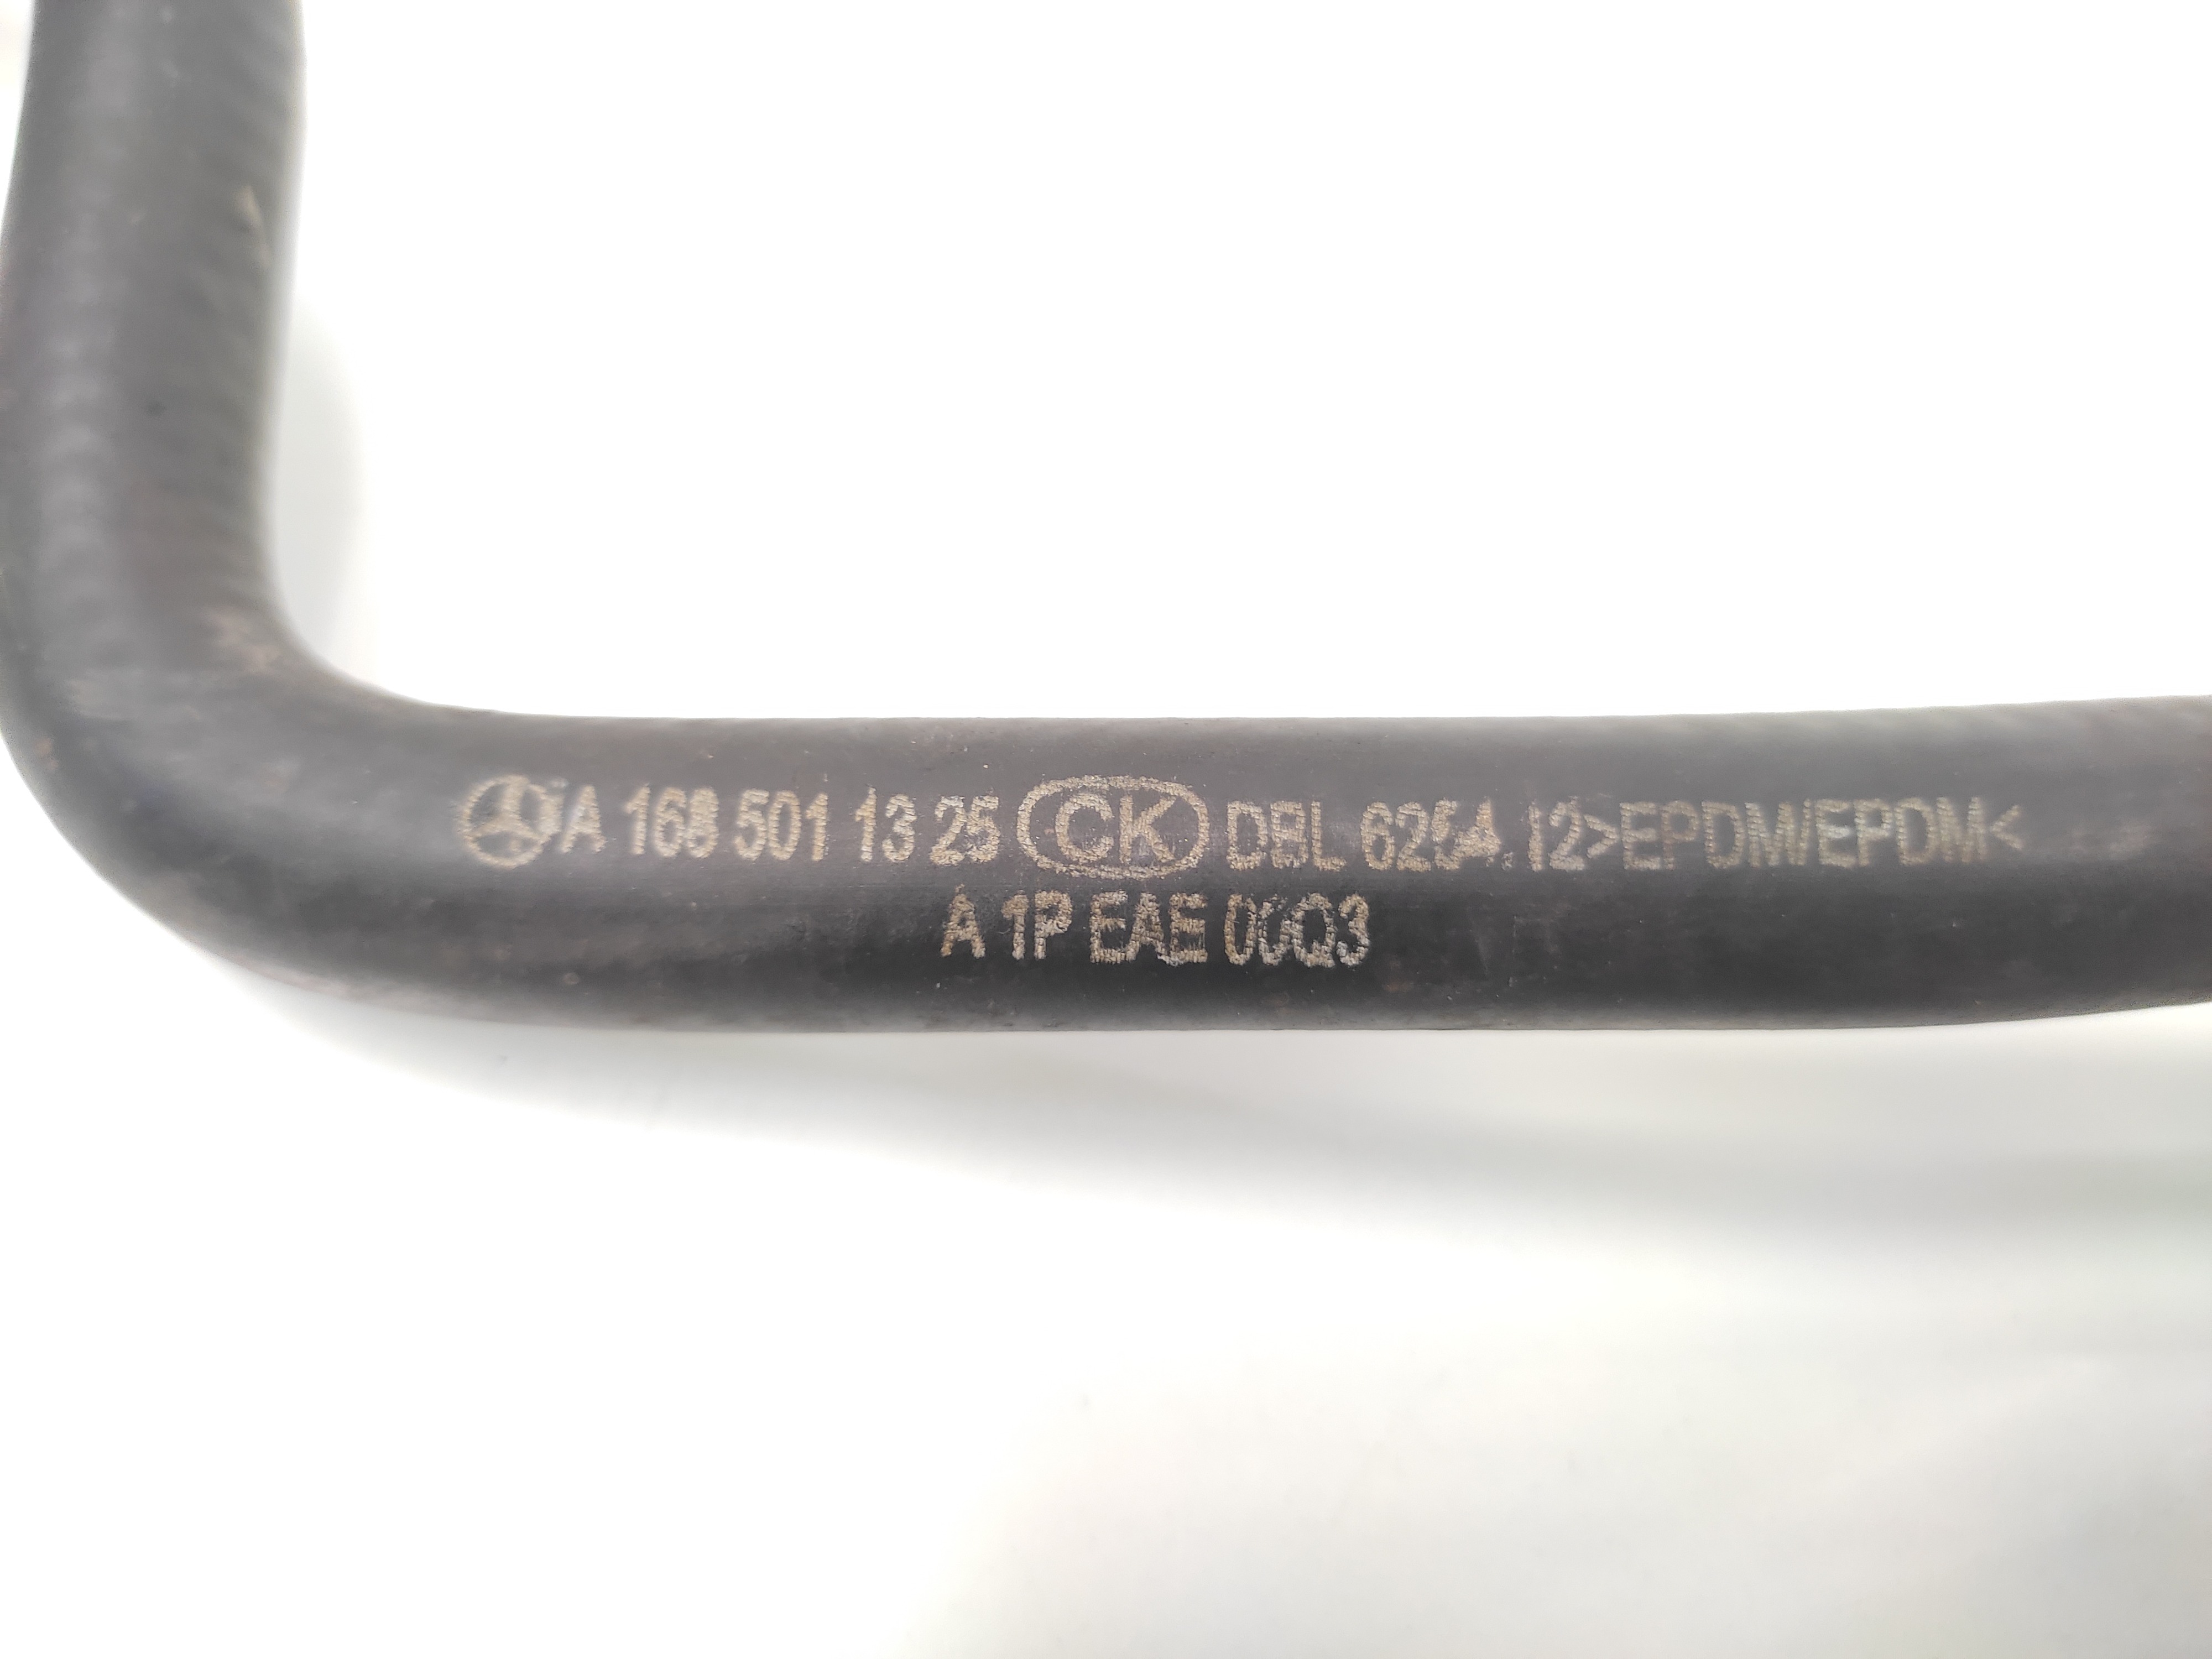 A 168 501 13 25 CK DBL 6254.12>EPDM/EPDM<
A 1P EAE 00Q3